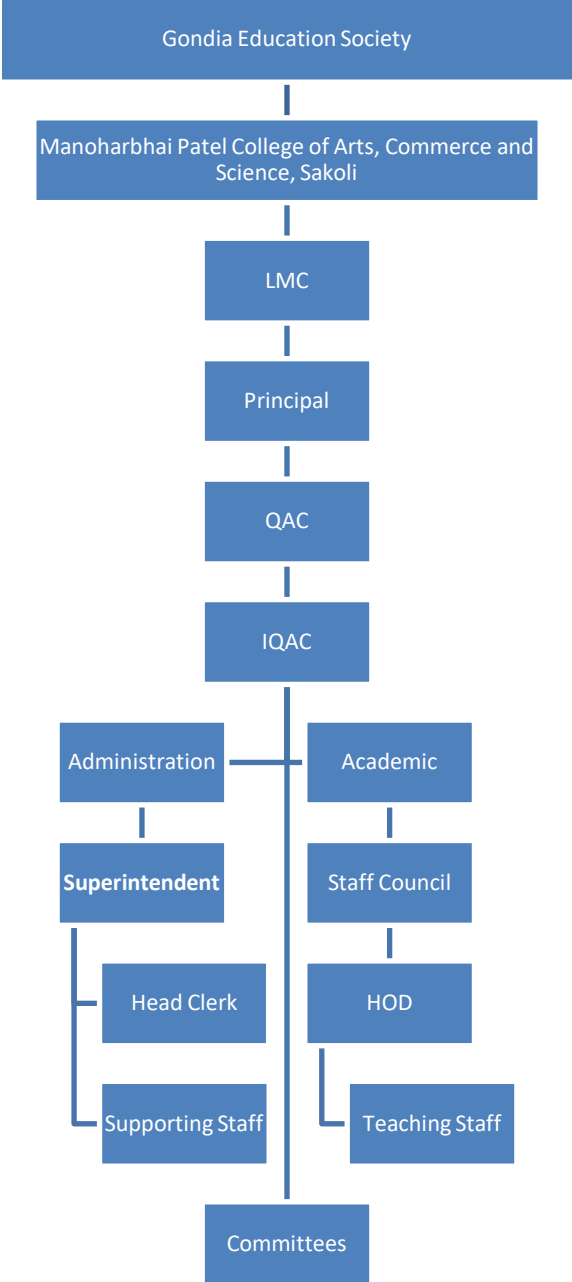 Gondia Education Society
Manoharbhai Patel College of Arts, Commerce and
Science, Sakoli
LMC
Principal
QAC
IQAC
Administration
Academic
Superintendent
Staff Council
Head Clerk
HOD
Supporting Staff
Teaching Staff
Committees